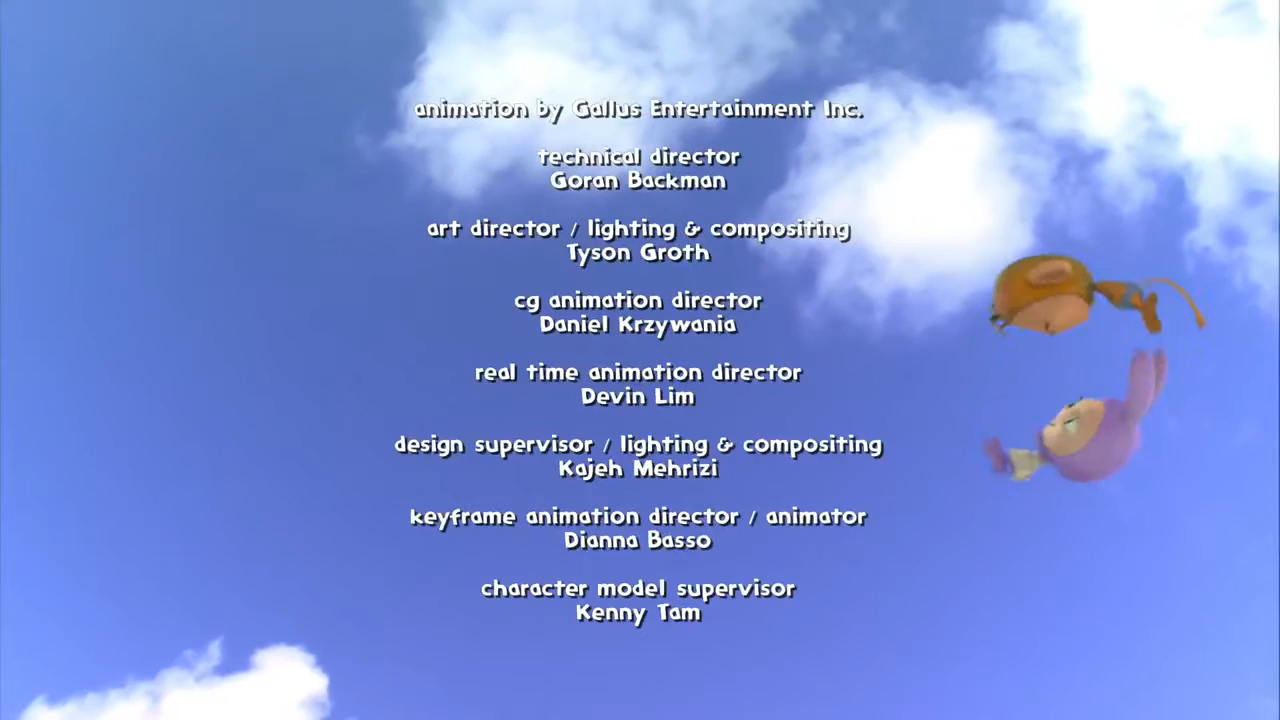 animation by Gallus Entertainment Inc.
technical director
Goran Backman
art director / lighting & compositing
Tyson Groth
cg animation director
Daniel Krzywania
real time animation director
Devin Lim
design supervisor / lighting & compositing
Kajeh Mehrizi
keyframe animation director / animator
Dianna Basso
character model supervisor
Kenny Tam